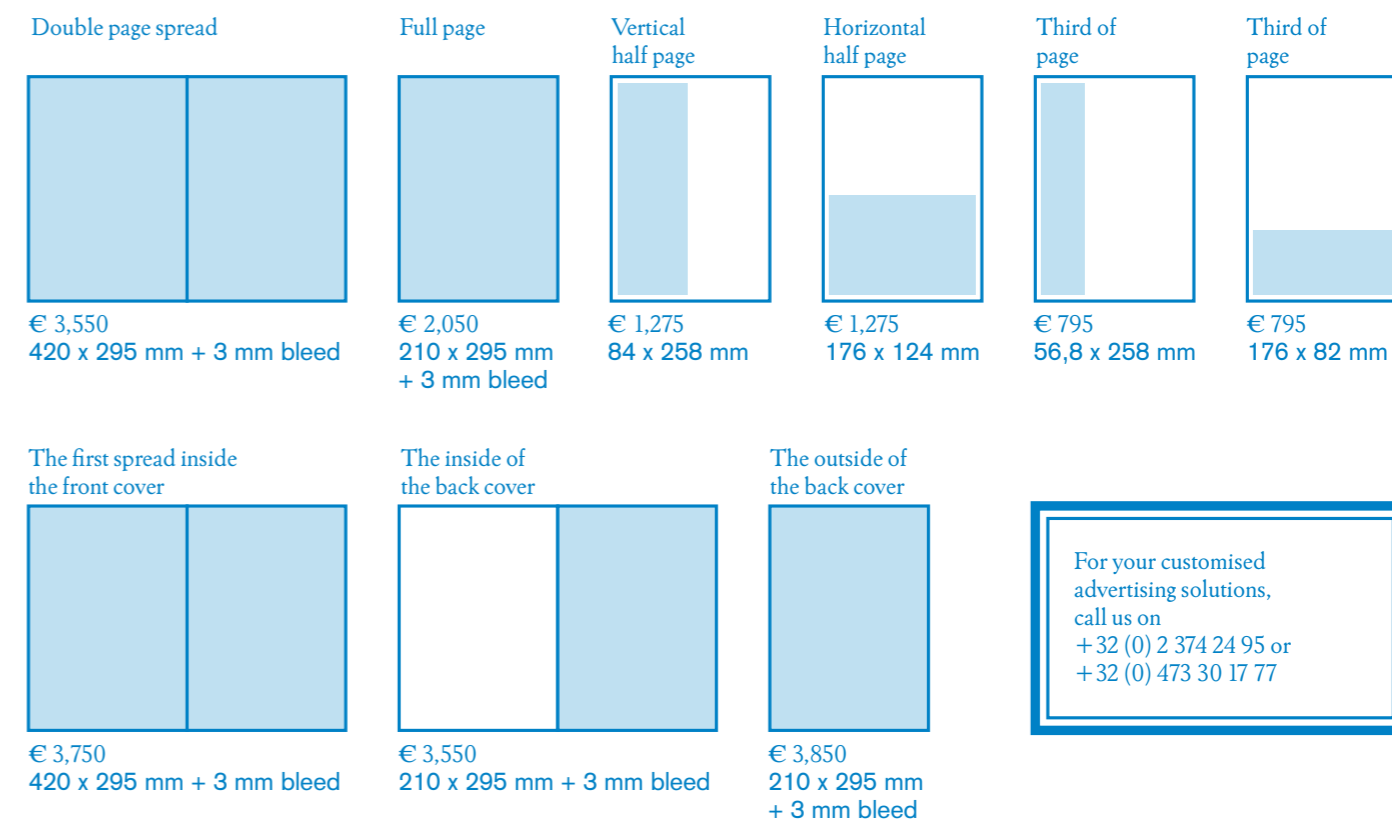 Double page spread
€ 3,550
420 x 295 mm + 3 mm bleed
Full page
€ 2,050
210 x 295 mm
+ 3 mm bleed
Vertical
half page
€ 1,275
84 x 258 mm
Horizontal
half page
€ 1,275
176 x 124 mm
Third of
page
€ 795
56,8 x 258 mm
Third of
page
€ 795
176 x 82 mm
The first spread inside
the front cover
€ 3,750
420 x 295 mm + 3 mm bleed
The inside of
the back cover
€ 3,550
210 x 295 mm + 3 mm bleed
The outside of
the back cover
€ 3,850
210 x 295 mm
+ 3 mm bleed
For your customised
advertising solutions,
call us on
+32 (0) 2 374 24 95 or
+32 (0) 473 30 17 77